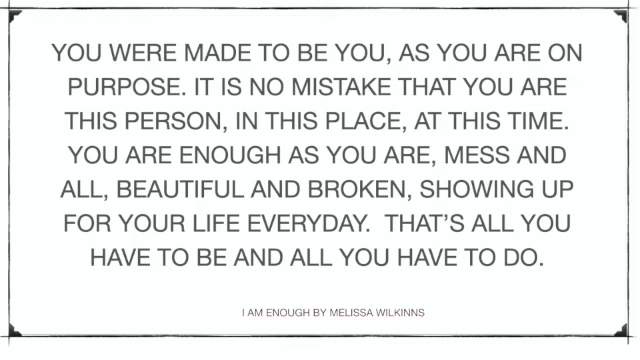 YOU WERE MADE TO BE YOU, AS YOU ARE ON
PURPOSE. IT IS NO MISTAKE THAT YOU ARE
THIS PERSON, IN THIS PLACE, AT THIS TIME.
YOU ARE ENOUGH AS YOU ARE, MESS AND
ALL, BEAUTIFUL AND BROKEN, SHOWING UP
FOR YOUR LIFE EVERYDAY.  THAT’S ALL YOU
HAVE TO BE AND ALL YOU HAVE TO DO.
I AM ENOUGH BY MELISSA WILKINNS